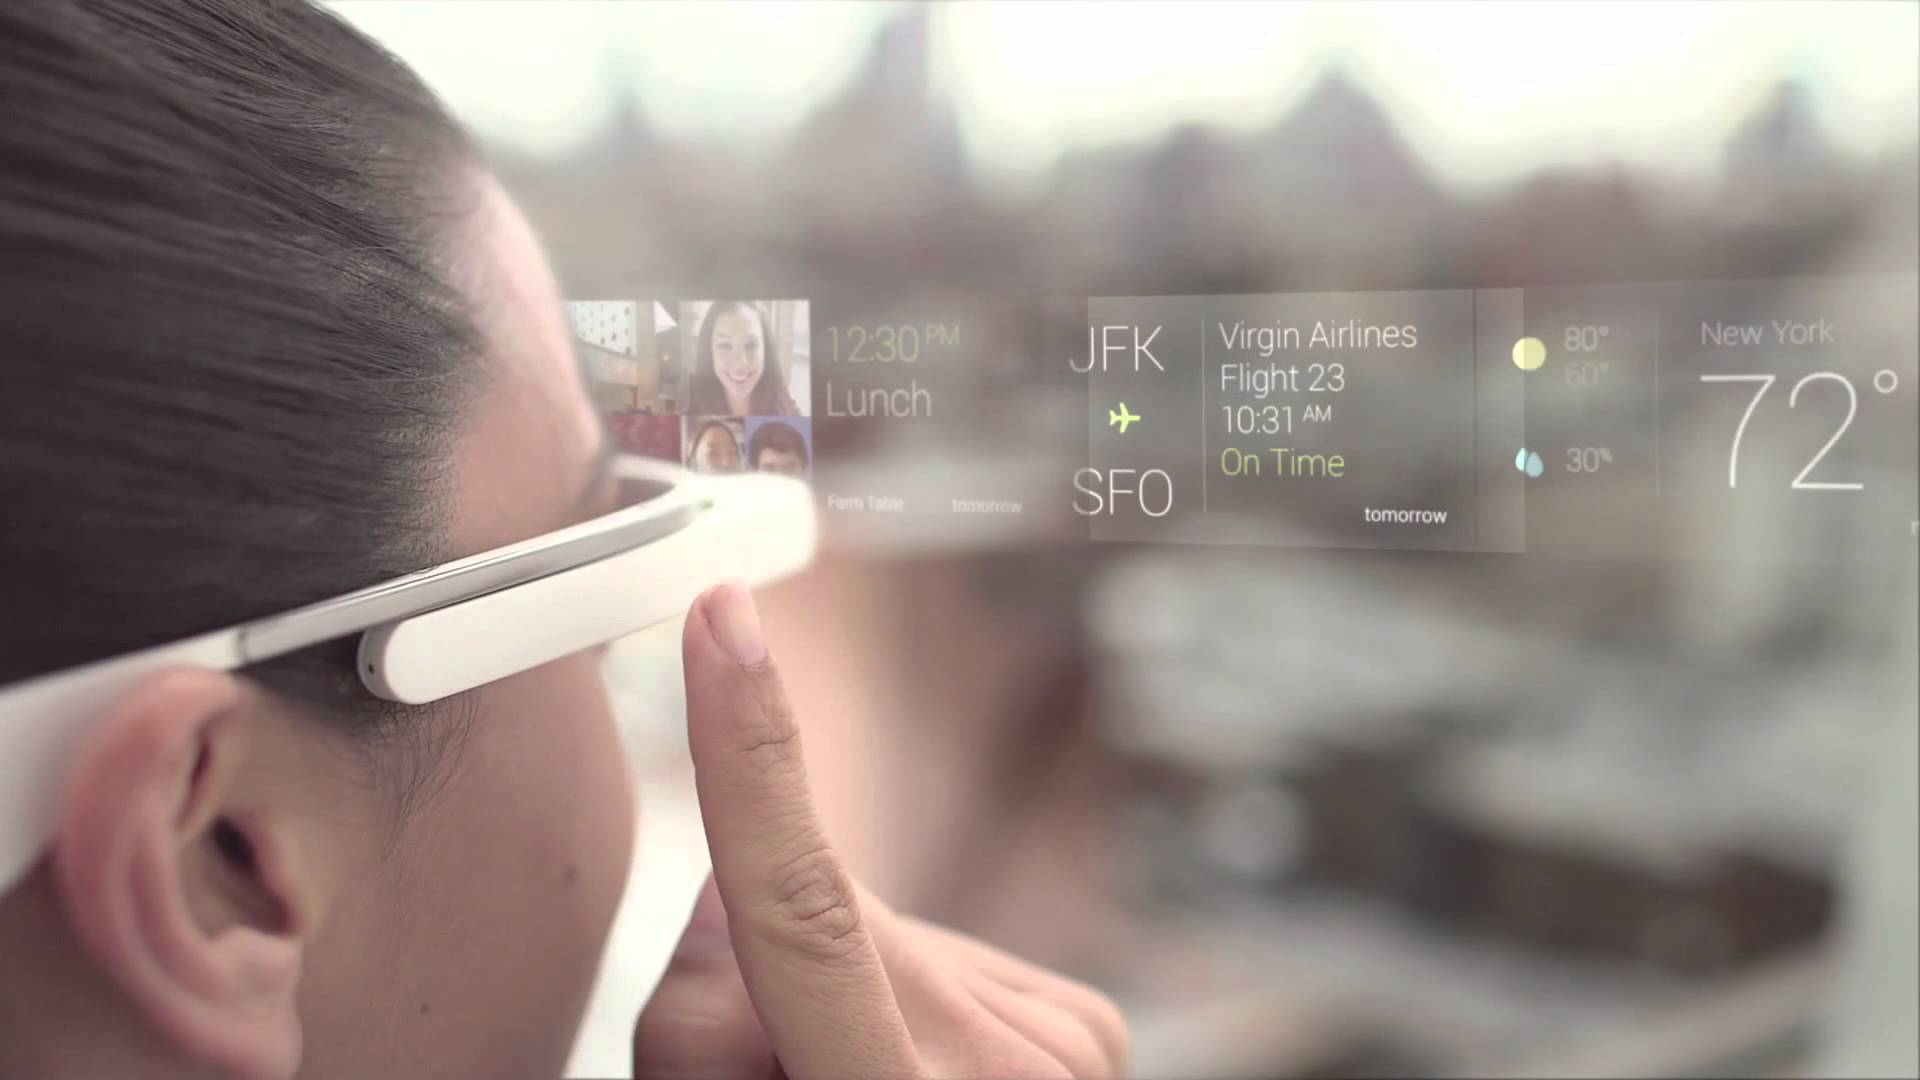 12:30 PM
Lunch
Farm Table
tomorrow
JFK
SFO
Virgin Airlines
Flight 23
10:31 AM
On Time
tomorrow
80°
60°
30%
New York
72°